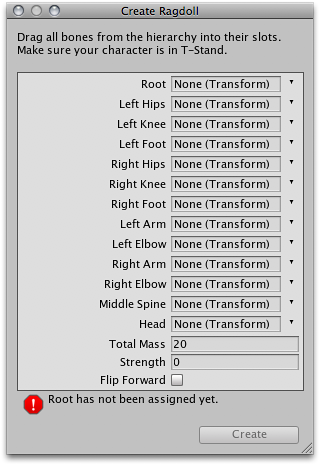 Create Ragdoll
Drag all bones from the hierarchy into their slots.
Make sure your character is in T-Stand.
Root None (Transform)
Left Hips None (Transform)
Left Knee None (Transform)
Left Foot None (Transform)
Right Hips None (Transform)
Right Knee None (Transform)
Right Foot None (Transform)
Left Arm None (Transform)
Left Elbow None (Transform)
Right Arm None (Transform)
Right Elbow None (Transform)
Middle Spine None (Transform)
Head None (Transform)
Total Mass 20
Strength 0
Flip Forward
Root has not been assigned yet.
Create